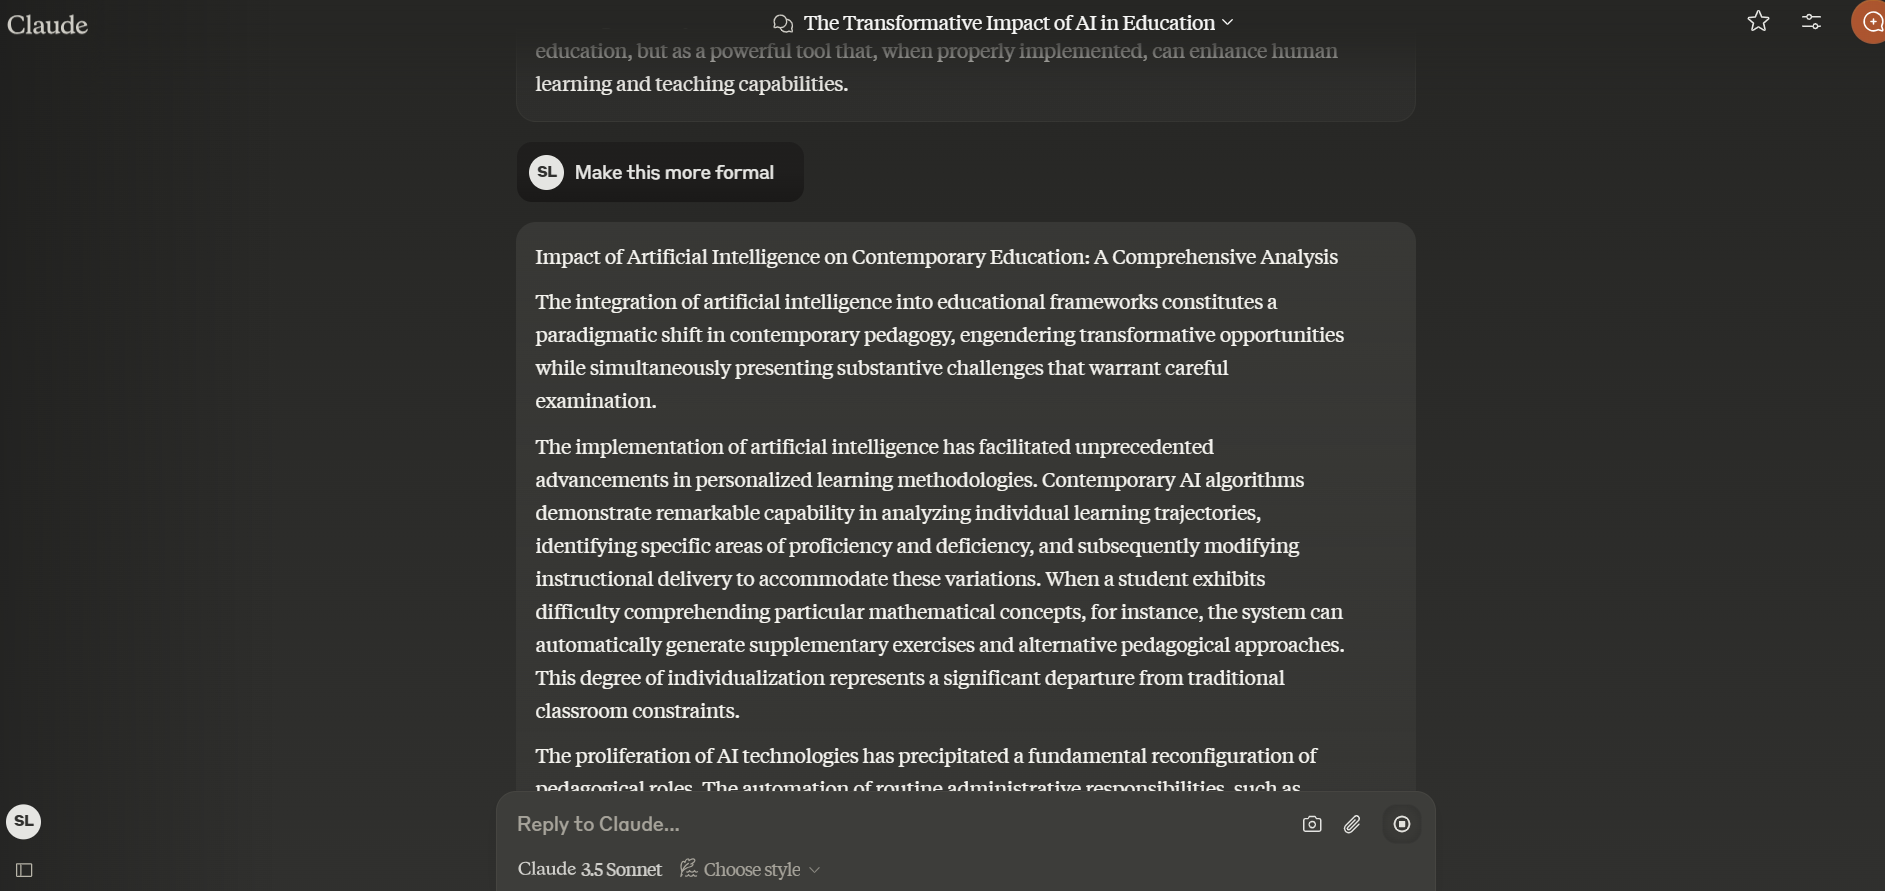 Claude
The Transformative Impact of AI in Education
education, but as a powerful tool that, when properly implemented, can enhance human
learning and teaching capabilities.
SL Make this more formal
Impact of Artificial Intelligence on Contemporary Education: A Comprehensive Analysis
The integration of artificial intelligence into educational frameworks constitutes a
paradigmatic shift in contemporary pedagogy, engendering transformative opportunities
while simultaneously presenting substantive challenges that warrant careful
examination.
The implementation of artificial intelligence has facilitated unprecedented
advancements in personalized learning methodologies. Contemporary AI algorithms
demonstrate remarkable capability in analyzing individual learning trajectories,
identifying specific areas of proficiency and deficiency, and subsequently modifying
instructional delivery to accommodate these variations. When a student exhibits
difficulty comprehending particular mathematical concepts, for instance, the system can
automatically generate supplementary exercises and alternative pedagogical approaches.
This degree of individualization represents a significant departure from traditional
classroom constraints.
The proliferation of AI technologies has precipitated a fundamental reconfiguration of
pedagogical roles. The automation of routine administrative responsibilities, such as
SL
Reply to Claude...
Claude 3.5 Sonnet Choose style